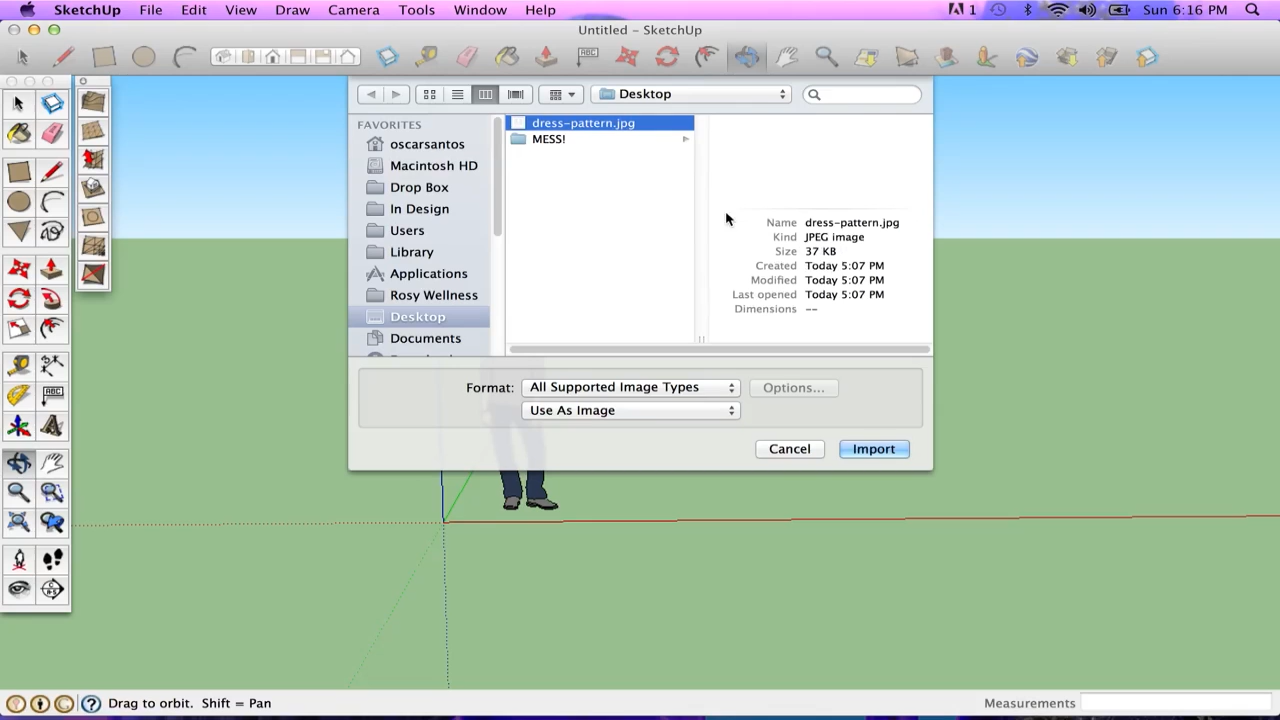 SketchUp File Edit View Draw Camera Tools Window Help 1 Sun 6:16 PM
Untitled – SketchUp
ABC
Desktop
FAVORITES
oscarsantos
Macintosh HD
Drop Box
In Design
Users
Library
Applications
Rosy Wellness
Desktop
Documents
dress-pattern.jpg
MESS!
Name dress-pattern.jpg
Kind JPEG image
Size 37 KB
Created Today 5:07 PM
Modified Today 5:07 PM
Last opened Today 5:07 PM
Dimensions --
Format: All Supported Image Types Options...
Use As Image
Cancel Import
ABC
Drag to orbit. Shift = Pan
Measurements